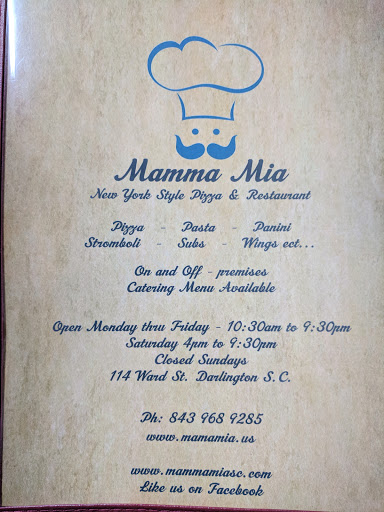 Mamma Mia
New York Style Pizza & Restaurant
Pizza - Pasta - Panini
Stromboli - Subs - Wings ect...
On and Off - premises
Catering Menu Available
Open Monday thru Friday - 10:30am to 9:30pm
Saturday 4pm to 9:30pm
Closed Sundays
114 Ward St. Darlington S.C.
Ph: 843 968 9285
www.mamamia.us
www.mammamiasc.com
Like us on Facebook